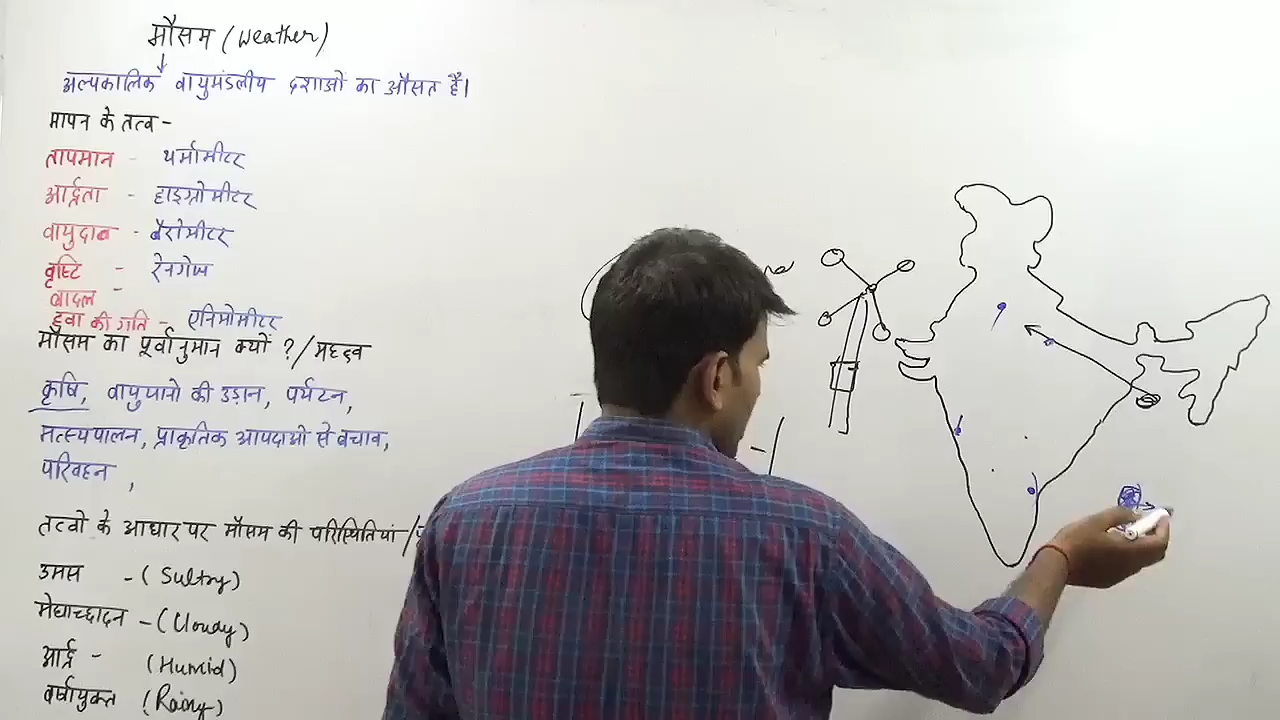 मौसम (Weather)
↓
अल्पकालिक वायुमंडलीय दशाओं का औसत है।
मापन के तत्व -
तापमान - थर्मामीटर
आर्द्रता - हाइग्रोमीटर
वायुदाब - बैरोमीटर
वृष्टि - रेनगेज
बादल -
हवा की गति - एनिमोमीटर
मौसम का पूर्वानुमान क्यों ? / महत्व
कृषि, वायुयानो की उड़ान, पर्यटन,
मत्स्यपालन, प्राकृतिक आपदाओ से बचाव,
परिवहन ,
तत्वो के आधार पर मौसम की परिस्थितियां /
उमस - (Sultry)
मेघाच्छादन - (Cloudy)
आर्द्र - (Humid)
वर्षायुक्त (Rainy)